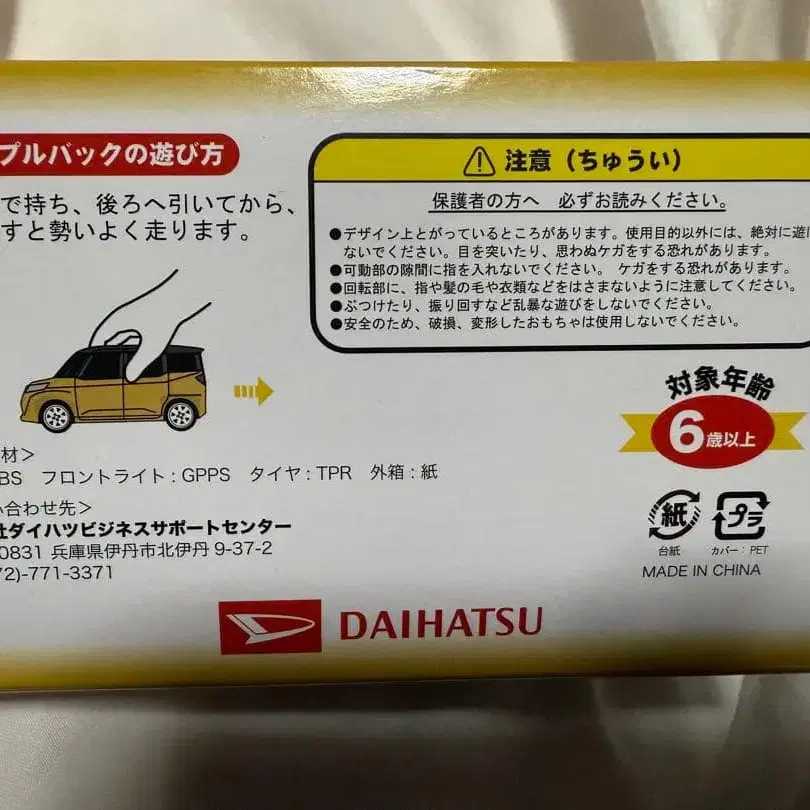 プルバックの遊び方
で持ち、後ろへ引いてから、
すと勢いよく走ります。
注意（ちゅうい）
保護者の方へ 必ずお読みください。
●デザイン上とがっているところがあります。使用目的以外には、絶対に遊
ないでください。目を突いたり、思わぬケガをする恐れがあります。
●可動部の隙間に指を入れないでください。 ケガをする恐れがあります。
●回転部に、指や髪の毛や衣類などをはさまないように注意してください。
●ぶつけたり、振り回すなど乱暴な遊びをしないでください。
●安全のため、破損、変形したおもちゃは使用しないでください。
対象年齢
6歳以上
材＞
BS フロントライト：GPPS タイヤ：TPR 外箱：紙
い合わせ先＞
社ダイハツビジネスサポートセンター
0831 兵庫県伊丹市北伊丹 9-37-2
72)-771-3371
紙
プラ
台紙
カバー：PET
MADE IN CHINA
DAIHATSU